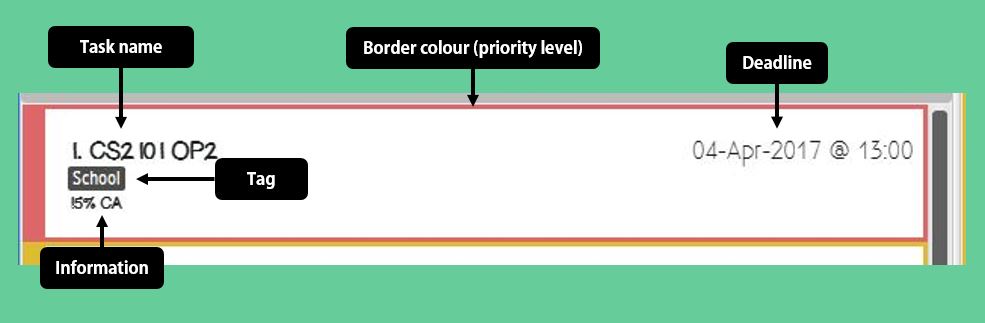 Task name
Border colour (priority level)
Deadline
1. CS2101 OP2
04-Apr-2017 @ 13:00
School
Tag
15% CA
Information